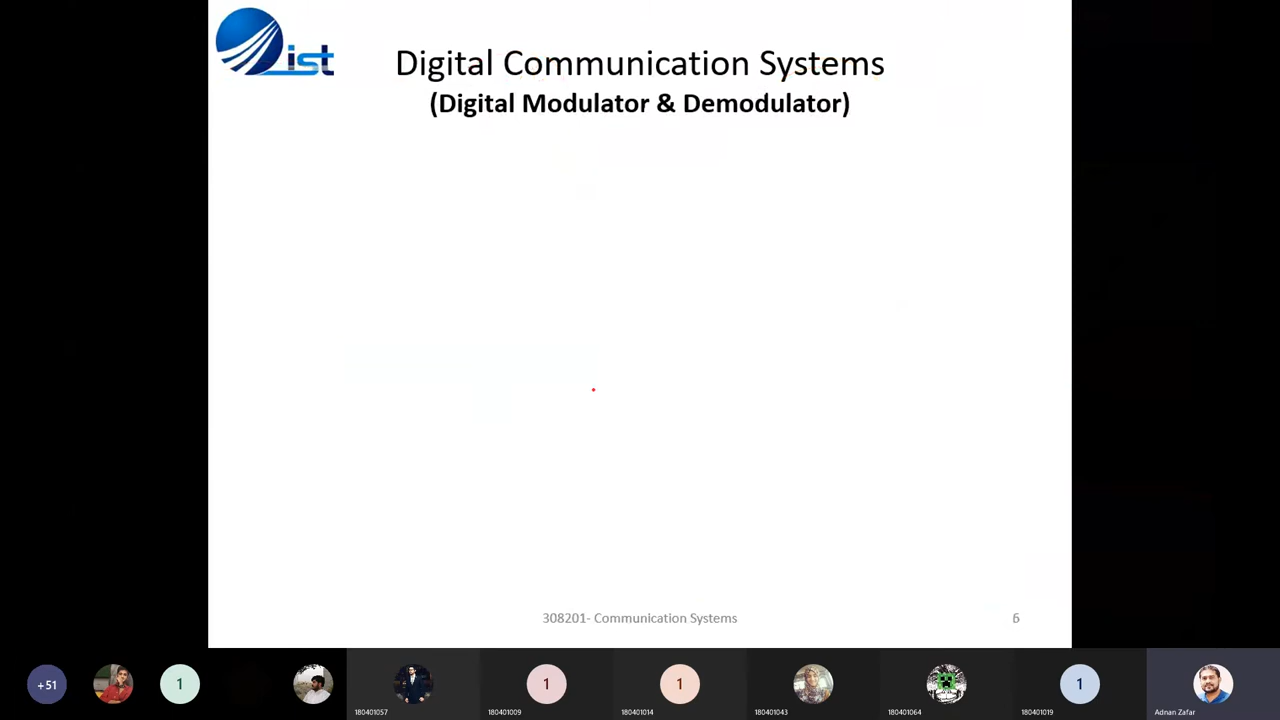 ist
Digital Communication Systems
(Digital Modulator & Demodulator)
308201- Communication Systems
+51
1
180401057
1
180401009
1
180401014
180401043
180401064
1
180401019
Adnan Zafar